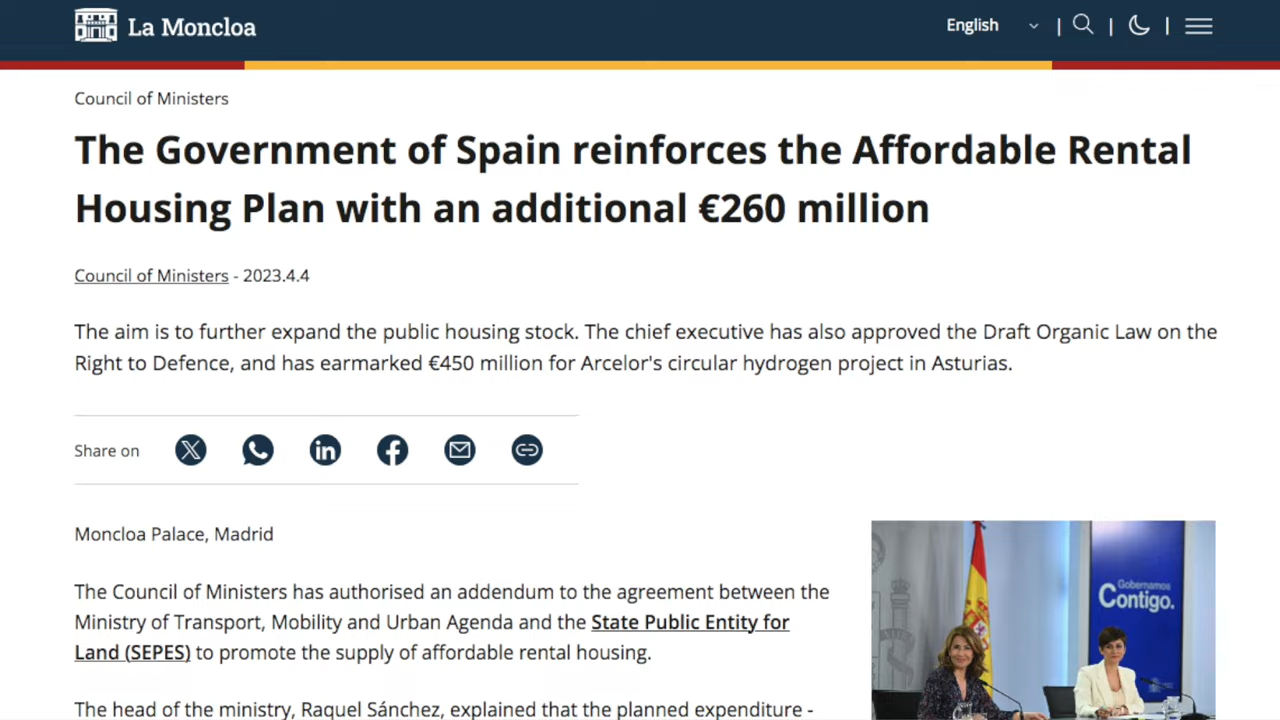 La Moncloa
English
Council of Ministers
The Government of Spain reinforces the Affordable Rental
Housing Plan with an additional €260 million
Council of Ministers - 2023.4.4
The aim is to further expand the public housing stock. The chief executive has also approved the Draft Organic Law on the
Right to Defence, and has earmarked €450 million for Arcelor's circular hydrogen project in Asturias.
Share on
Moncloa Palace, Madrid
The Council of Ministers has authorised an addendum to the agreement between the
Ministry of Transport, Mobility and Urban Agenda and the State Public Entity for
Land (SEPES) to promote the supply of affordable rental housing.
The head of the ministry, Raquel Sánchez, explained that the planned expenditure -
Gobernamos
Contigo.